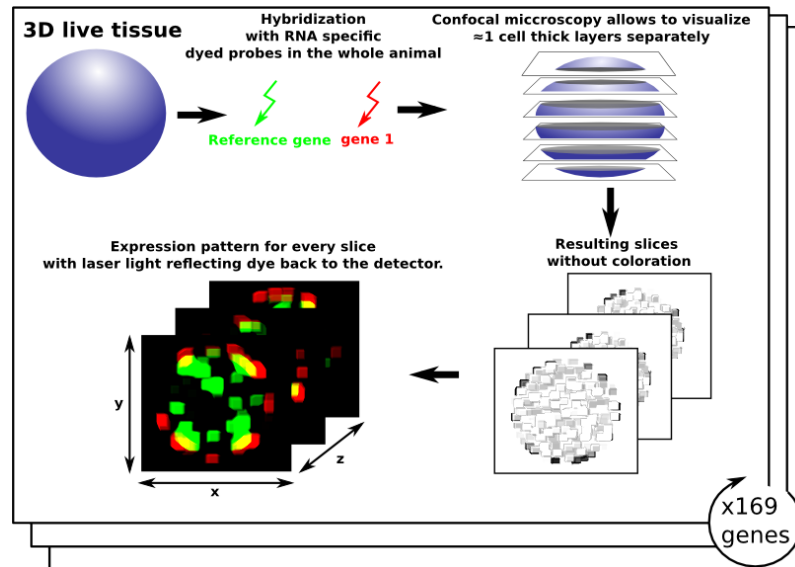 3D live tissue
Hybridization
with RNA specific
dyed probes in the whole animal
Reference gene
gene 1
Confocal miccroscopy allows to visualize
≈1 cell thick layers separately
Resulting slices
without coloration
Expression pattern for every slice
with laser light reflecting dye back to the detector.
y
x
z
x169
genes